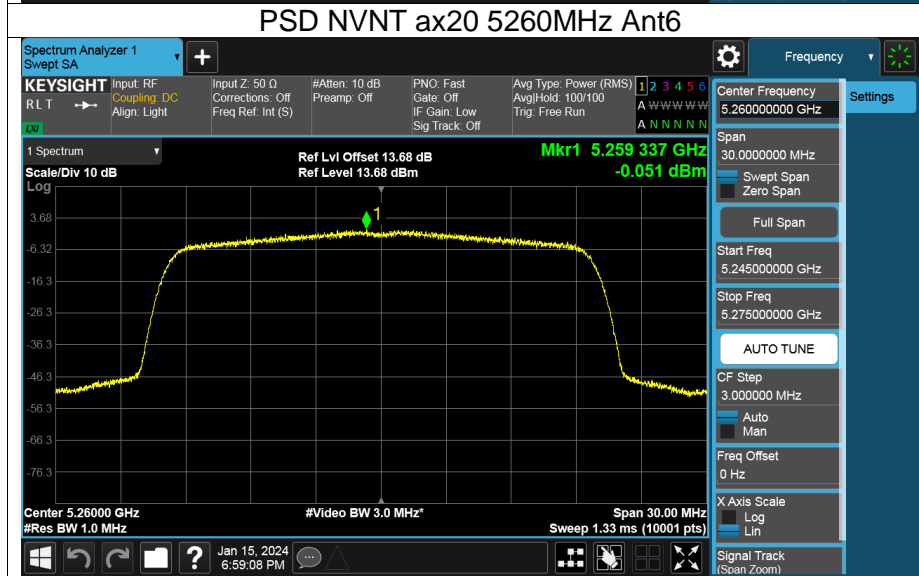 PSD NVNT ax20 5260MHz Ant6
Spectrum Analyzer 1
Swept SA
+
Frequency
KEYSIGHT
R L T
LXI
Input: RF
Coupling: DC
Align: Light
Input Z: 50 Ω
Corrections: Off
Freq Ref: Int (S)
#Atten: 10 dB
Preamp: Off
PNO: Fast
Gate: Off
IF Gain: Low
Sig Track: Off
Avg Type: Power (RMS)
Avg|Hold: 100/100
Trig: Free Run
1 2 3 4 5 6
A W W W W W
A N N N N N
1 Spectrum
Scale/Div 10 dB
Log
Ref Lvl Offset 13.68 dB
Ref Level 13.68 dBm
Mkr1 5.259 337 GHz
-0.051 dBm
1
3.68
-6.32
-16.3
-26.3
-36.3
-46.3
-56.3
-66.3
-76.3
Center 5.26000 GHz
#Video BW 3.0 MHz*
Span 30.00 MHz
#Res BW 1.0 MHz
Sweep 1.33 ms (10001 pts)
?
Jan 15, 2024
6:59:08 PM
Center Frequency
5.260000000 GHz
Settings
Span
30.0000000 MHz
Swept Span
Zero Span
Full Span
Start Freq
5.245000000 GHz
Stop Freq
5.275000000 GHz
AUTO TUNE
CF Step
3.000000 MHz
Auto
Man
Freq Offset
0 Hz
X Axis Scale
Log
Lin
Signal Track
(Span Zoom)